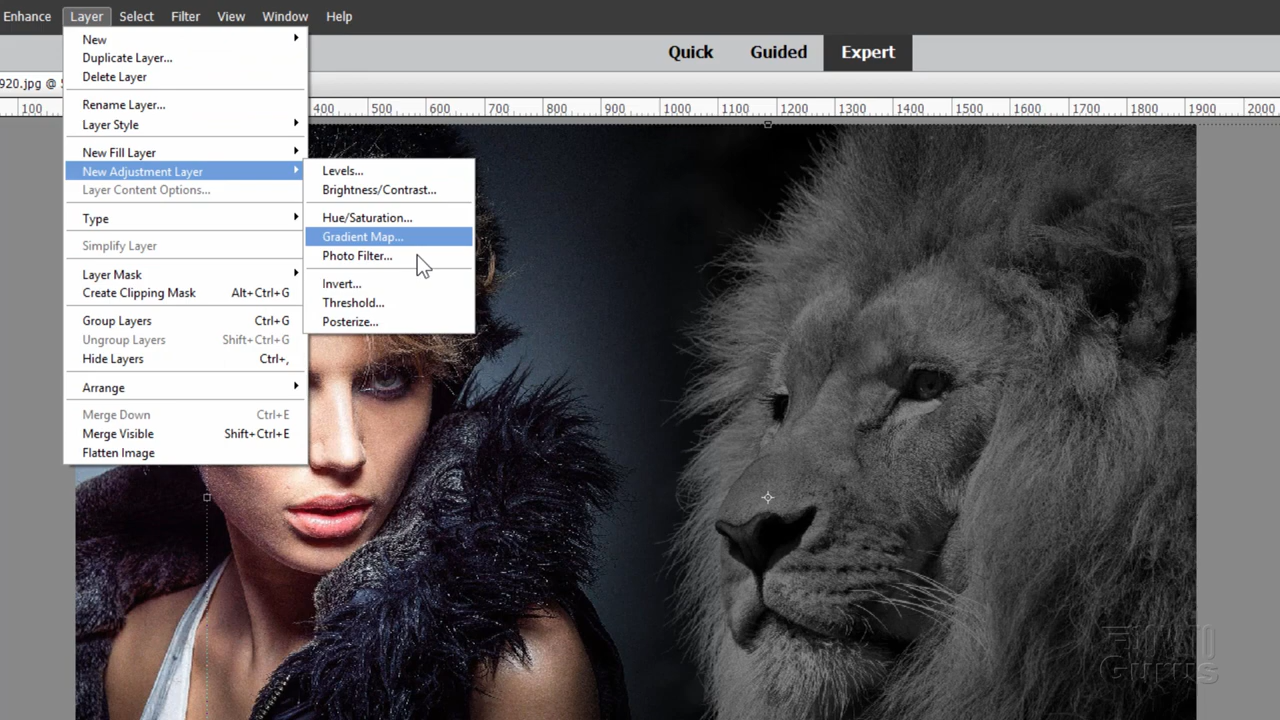 Enhance Layer Select Filter View Window Help
Quick Guided Expert
920.jpg @
100 400 500 600 700 800 900 1000 1100 1200 1300 1400 1500 1600 1700 1800 1900 2000
New
Duplicate Layer...
Delete Layer
Rename Layer...
Layer Style
New Fill Layer
New Adjustment Layer
Layer Content Options...
Type
Simplify Layer
Layer Mask
Create Clipping Mask Alt+Ctrl+G
Group Layers Ctrl+G
Ungroup Layers Shift+Ctrl+G
Hide Layers Ctrl+,
Arrange
Merge Down Ctrl+E
Merge Visible Shift+Ctrl+E
Flatten Image
Levels...
Brightness/Contrast...
Hue/Saturation...
Gradient Map...
Photo Filter...
Invert...
Threshold...
Posterize...
Gurus